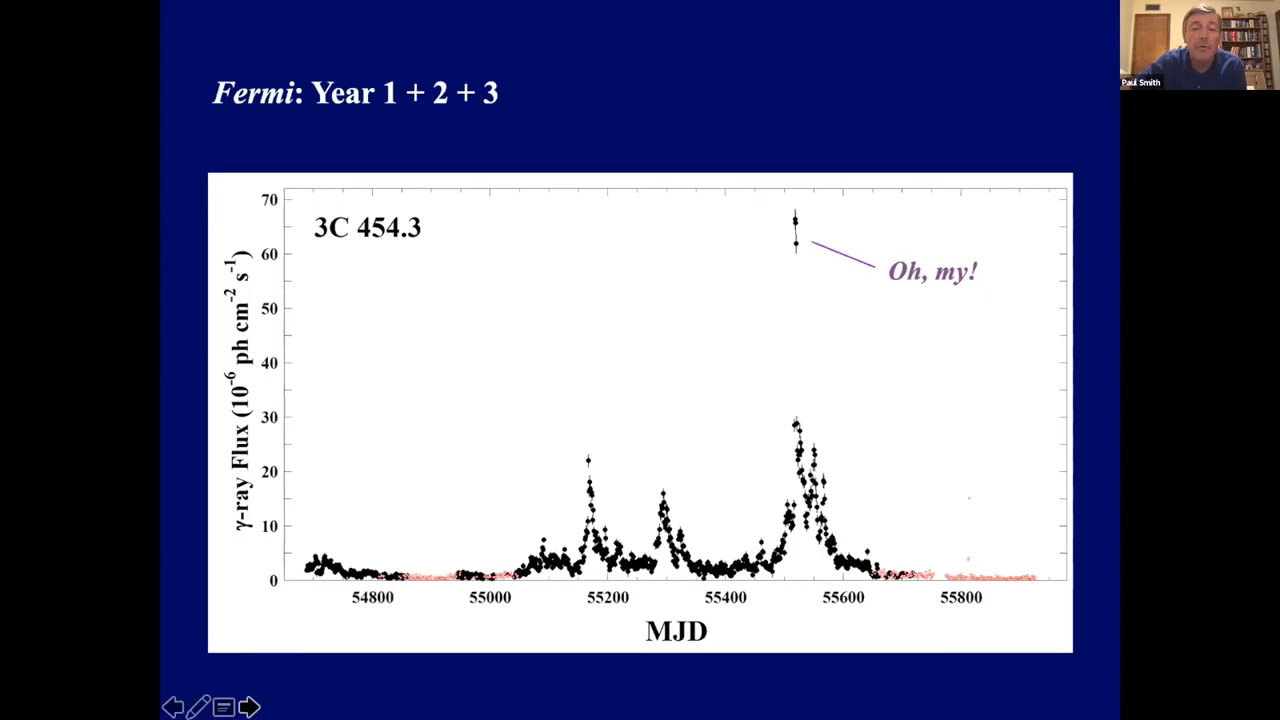 Fermi: Year 1 + 2 + 3
Paul Smith
3C 454.3
Oh, my!
γ-ray Flux (10⁻⁶ ph cm⁻² s⁻¹)
70
60
50
40
30
20
10
0
54800 55000 55200 55400 55600 55800
MJD